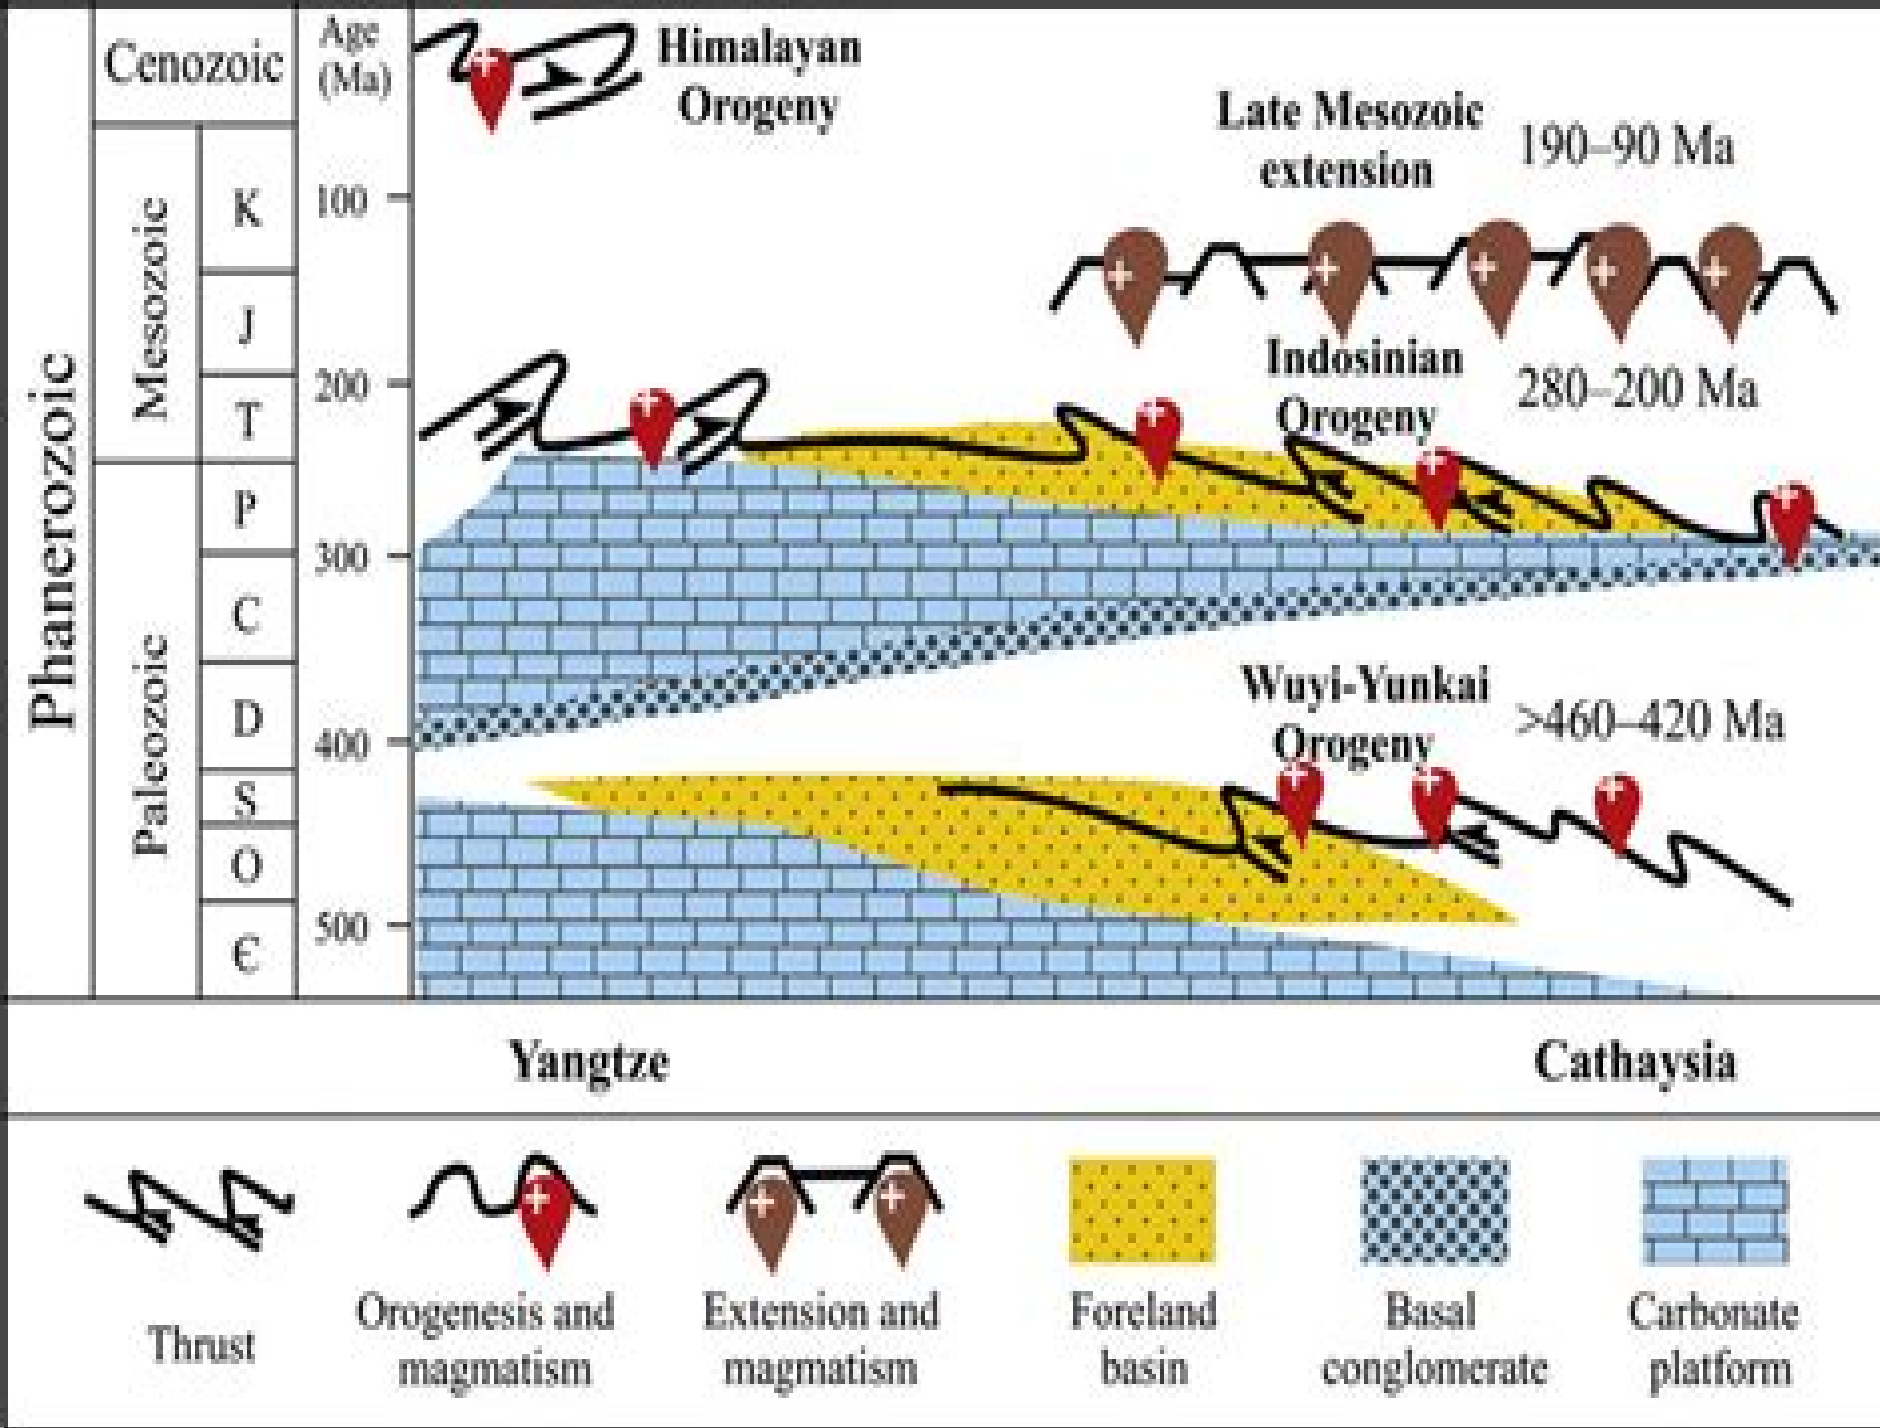 Phanerozoic
Cenozoic
Mesozoic
Paleozoic
K
J
T
P
C
D
S
O
Є
Age
(Ma)
100
200
300
400
500
Himalayan
Orogeny
Late Mesozoic
extension
190–90 Ma
Indosinian
Orogeny
280–200 Ma
Wuyi-Yunkai
Orogeny
>460–420 Ma
Yangtze
Cathaysia
Thrust
Orogenesis and
magmatism
Extension and
magmatism
Foreland
basin
Basal
conglomerate
Carbonate
platform